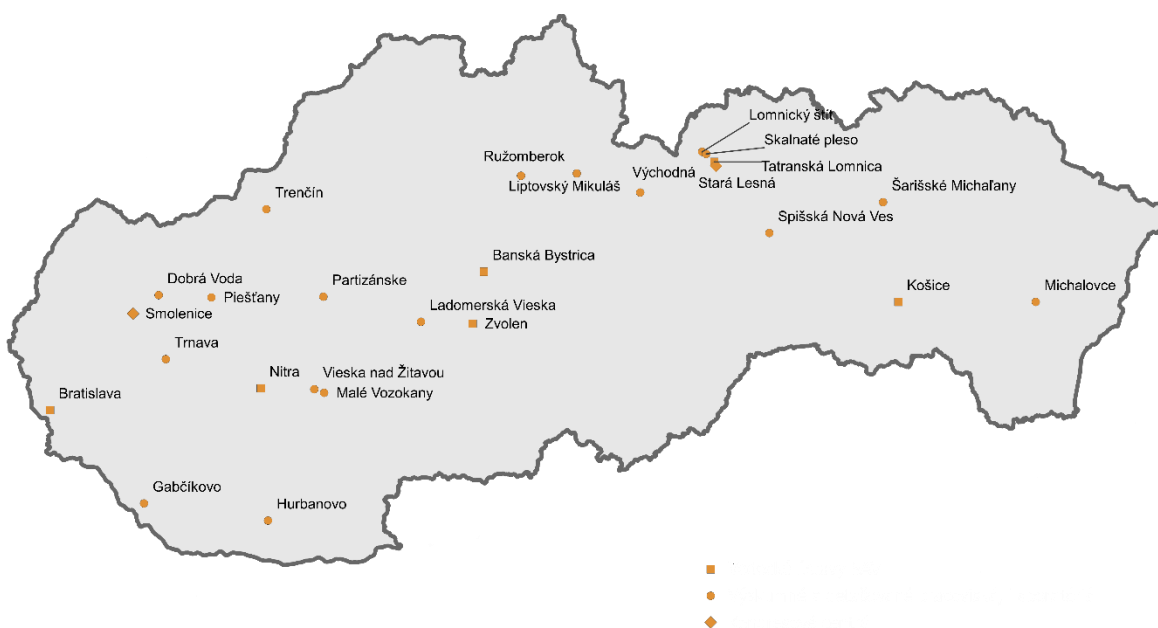 Lomnický štít
Skalnaté pleso
Ružomberok
Tatranská Lomnica
Východná
Liptovský Mikuláš
Stará Lesná
Šarišské Michaľany
Trenčín
Spišská Nová Ves
Banská Bystrica
Dobrá Voda
Partizánske
Košice
Michalovce
Piešťany
Ladomerská Vieska
Smolenice
Zvolen
Trnava
Nitra
Vieska nad Žitavou
Bratislava
Malé Vozokany
Gabčíkovo
Hurbanovo